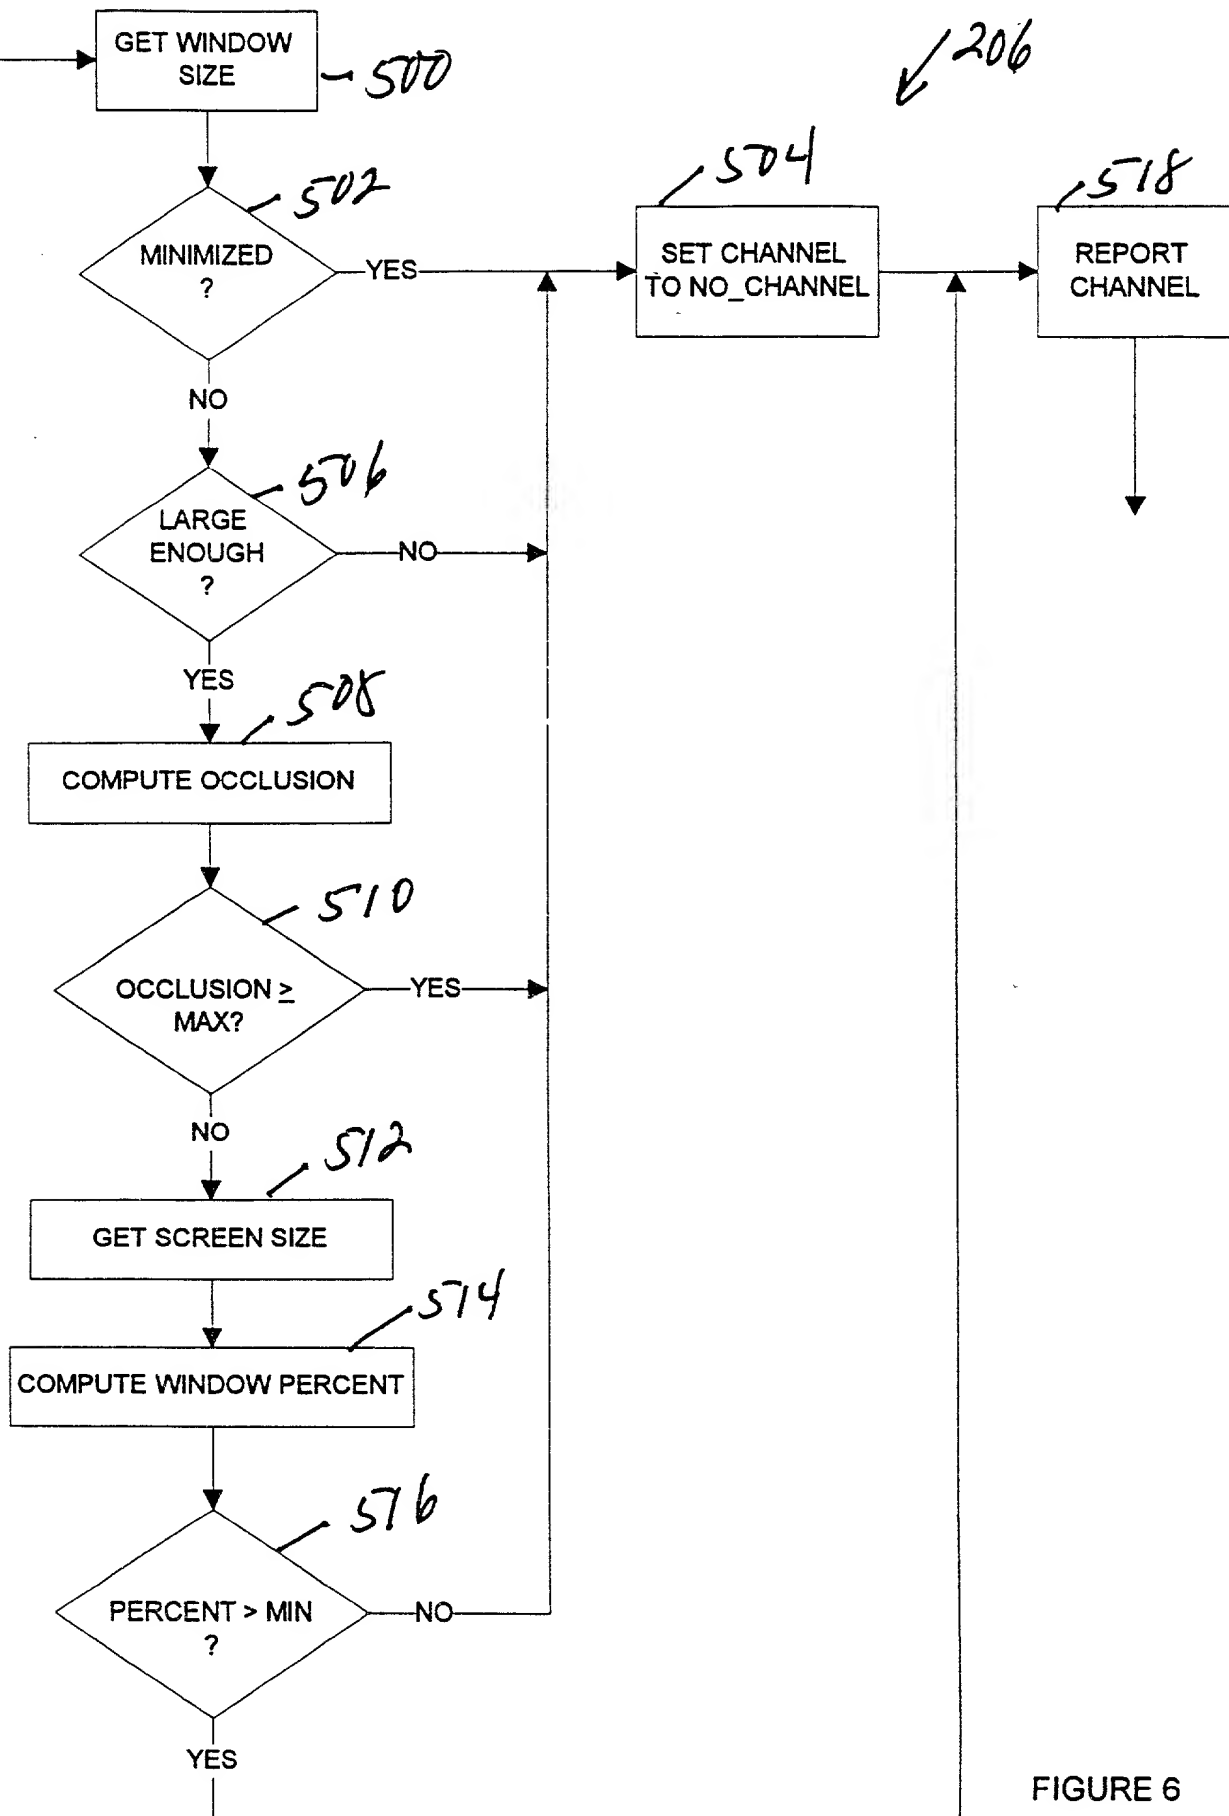 GET WINDOW
SIZE
500
206
502
MINIMIZED
?
YES
504
SET CHANNEL
TO NO_CHANNEL
518
REPORT
CHANNEL
NO
506
LARGE
ENOUGH
?
NO
YES
508
COMPUTE OCCLUSION
510
OCCLUSION ≥
MAX?
YES
NO
512
GET SCREEN SIZE
514
COMPUTE WINDOW PERCENT
516
PERCENT > MIN
?
NO
YES
FIGURE 6